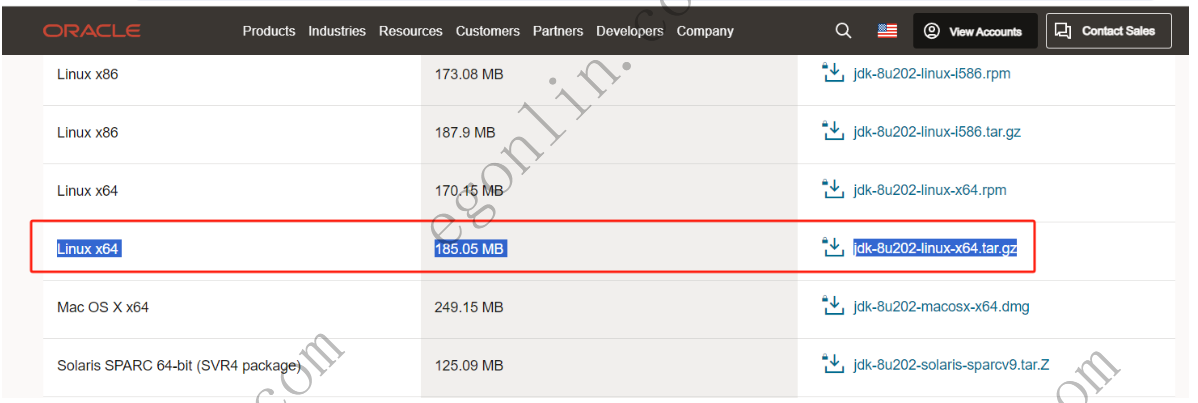 ORACLE Products Industries Resources Customers Partners Developers Company View Accounts Contact Sales
Linux x86 173.08 MB jdk-8u202-linux-i586.rpm
Linux x86 187.9 MB jdk-8u202-linux-i586.tar.gz
Linux x64 170.15 MB jdk-8u202-linux-x64.rpm
Linux x64 185.05 MB jdk-8u202-linux-x64.tar.gz
Mac OS X x64 249.15 MB jdk-8u202-macosx-x64.dmg
Solaris SPARC 64-bit (SVR4 package) 125.09 MB jdk-8u202-solaris-sparcv9.tar.Z
egonlin.co
com
om